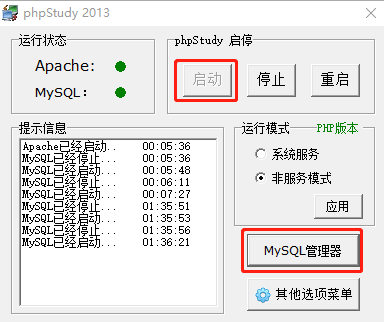 phpStudy 2013
运行状态
Apache:
MySQL:
phpStudy 启停
启动
停止
重启
提示信息
Apache已经启动.. 00:05:36
MySQL已经停止... 00:05:36
MySQL已经启动... 00:05:48
MySQL已经停止... 00:06:11
MySQL已经启动... 00:07:27
MySQL已经停止... 01:35:51
MySQL已经启动... 01:35:53
MySQL已经停止... 01:35:56
MySQL已经启动... 01:36:21
运行模式 PHP版本
系统服务
非服务模式
应用
MySQL管理器
其他选项菜单